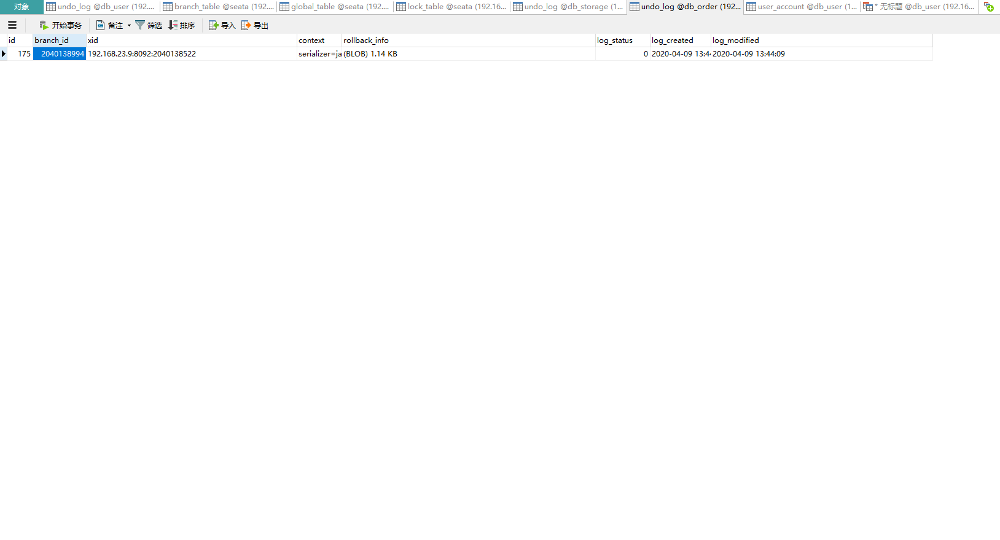 对象 undo_log @db_user (192.... branch_table @seata (192.... global_table @seata (192.... lock_table @seata (192.16... undo_log @db_storage (1... undo_log @db_order (192... user_account @db_user (1... * 无标题 @db_user (192.16...
开始事务 备注 筛选 排序 导入 导出
id branch_id xid context rollback_info log_status log_created log_modified
175 2040138994 192.168.23.9:8092:2040138522 serializer=ja (BLOB) 1.14 KB 0 2020-04-09 13:44 2020-04-09 13:44:09